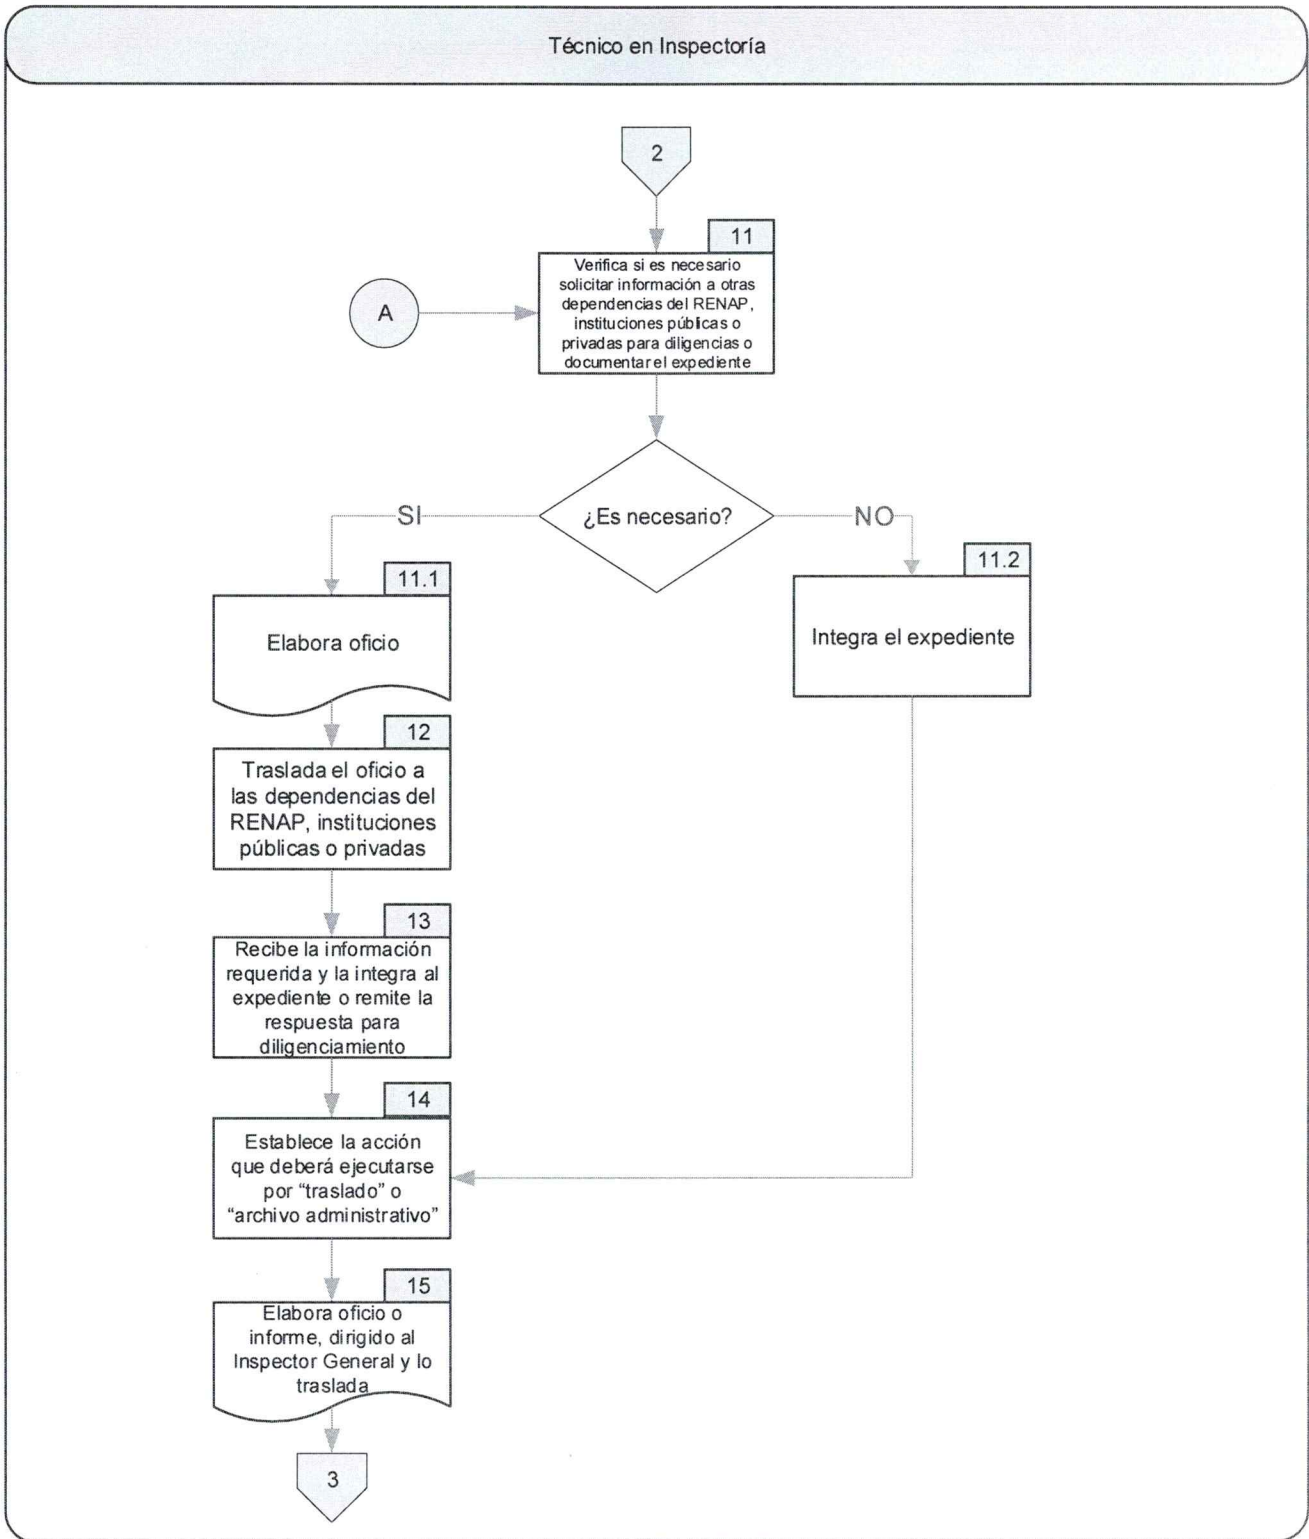 Técnico en Inspectoría
2
11
Verifica si es necesario
solicitar información a otras
dependencias del RENAP,
instituciones públicas o
privadas para diligencias o
documentar el expediente
A
¿Es necesario?
SI
NO
11.1
Elabora oficio
11.2
Integra el expediente
12
Traslada el oficio a
las dependencias del
RENAP, instituciones
públicas o privadas
13
Recibe la información
requerida y la integra al
expediente o remite la
respuesta para
diligenciamiento
14
Establece la acción
que deberá ejecutarse
por “traslado” o
“archivo administrativo”
15
Elabora oficio o
informe, dirigido al
Inspector General y lo
traslada
3